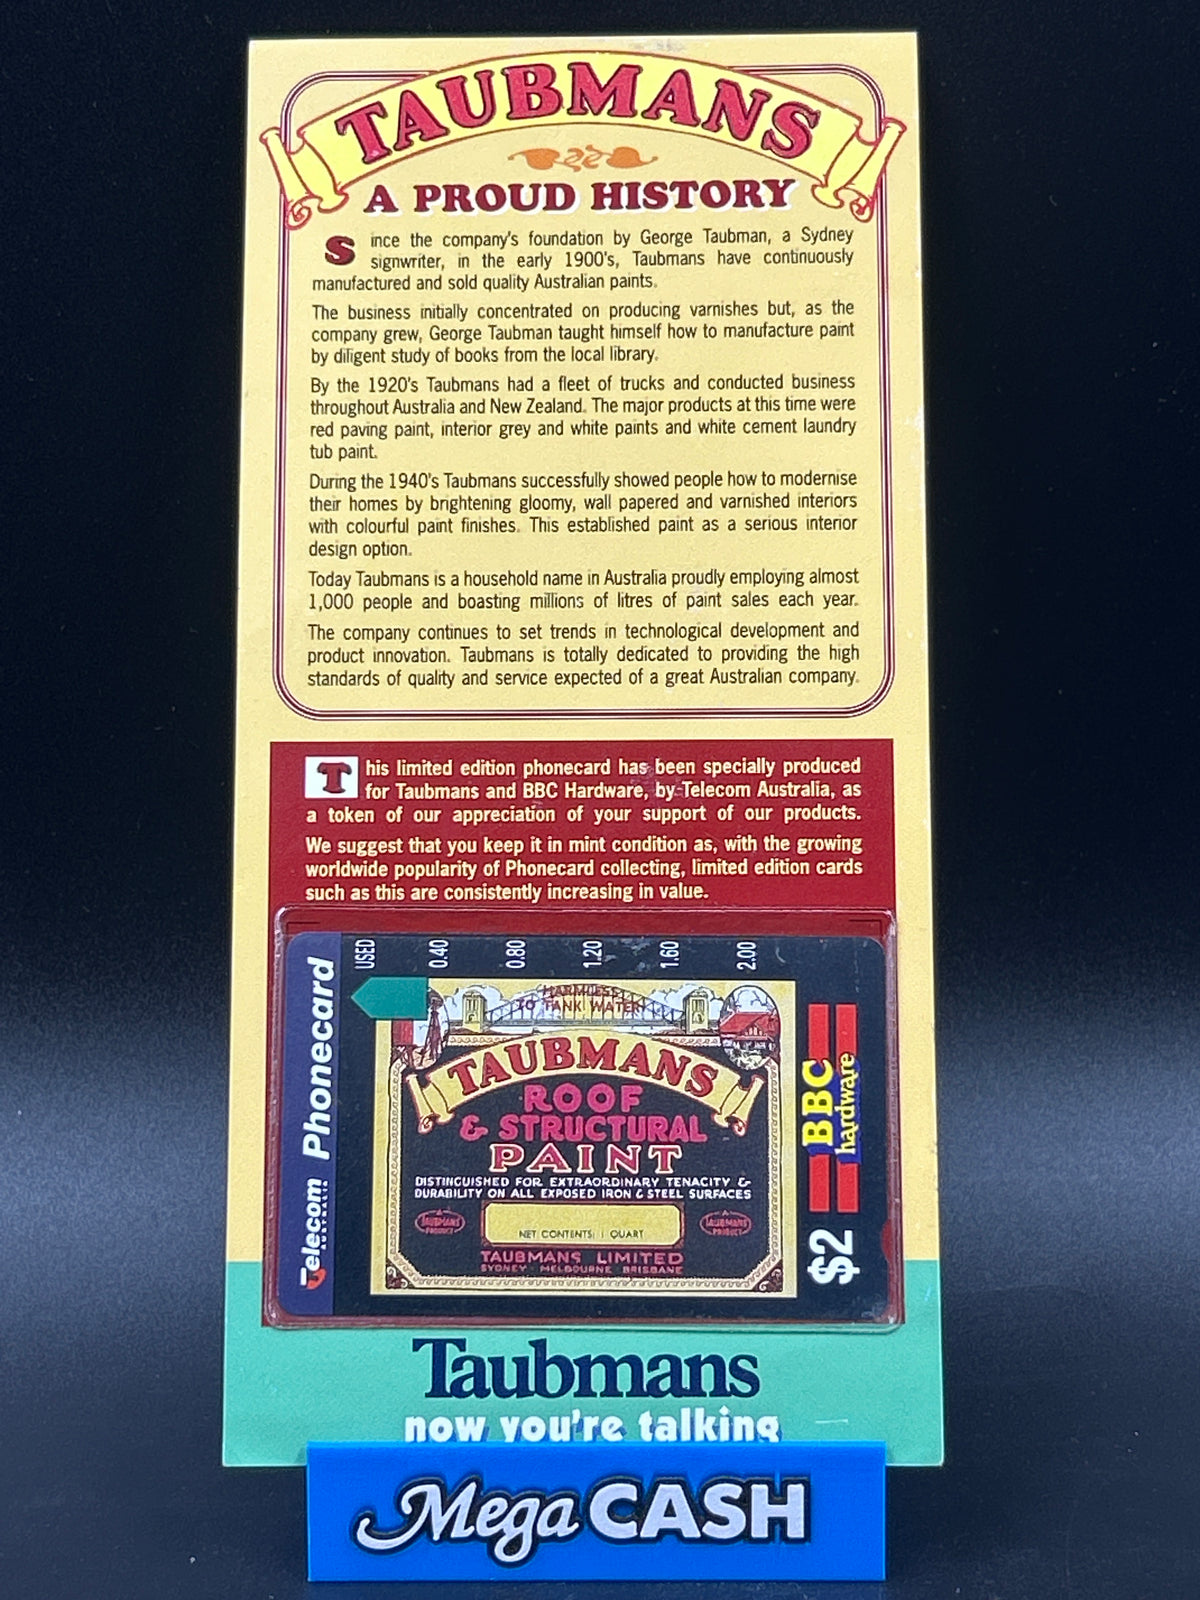 TAUBMANS
A PROUD HISTORY
Since the company's foundation by George Taubman, a Sydney
signwriter, in the early 1900's, Taubmans have continuously
manufactured and sold quality Australian paints.
The business initially concentrated on producing varnishes but, as the
company grew, George Taubman taught himself how to manufacture paint
by diligent study of books from the local library.
By the 1920's Taubmans had a fleet of trucks and conducted business
throughout Australia and New Zealand. The major products at this time were
red paving paint, interior grey and white paints and white cement laundry
tub paint.
During the 1940's Taubmans successfully showed people how to modernise
their homes by brightening gloomy, wall papered and varnished interiors
with colourful paint finishes. This established paint as a serious interior
design option.
Today Taubmans is a household name in Australia proudly employing almost
1,000 people and boasting millions of litres of paint sales each year.
The company continues to set trends in technological development and
product innovation. Taubmans is totally dedicated to providing the high
standards of quality and service expected of a great Australian company.
This limited edition phonecard has been specially produced
for Taubmans and BBC Hardware, by Telecom Australia, as
a token of our appreciation of your support of our products.
We suggest that you keep it in mint condition as, with the growing
worldwide popularity of Phonecard collecting, limited edition cards
such as this are consistently increasing in value.
Telecom Phonecard
AUSTRALIA
USED
0.40
0.80
1.20
1.60
2.00
HARMLESS
TO TANK WATER
TAUBMANS
ROOF
& STRUCTURAL
PAINT
DISTINGUISHED FOR EXTRAORDINARY TENACITY &
DURABILITY ON ALL EXPOSED IRON & STEEL SURFACES
A
TAUBMANS
PRODUCT
NET CONTENTS: 1 QUART
A
TAUBMANS
PRODUCT
TAUBMANS LIMITED
SYDNEY · MELBOURNE BRISBANE
$2
BBC
hardware
Taubmans
now you're talking
Mega CASH